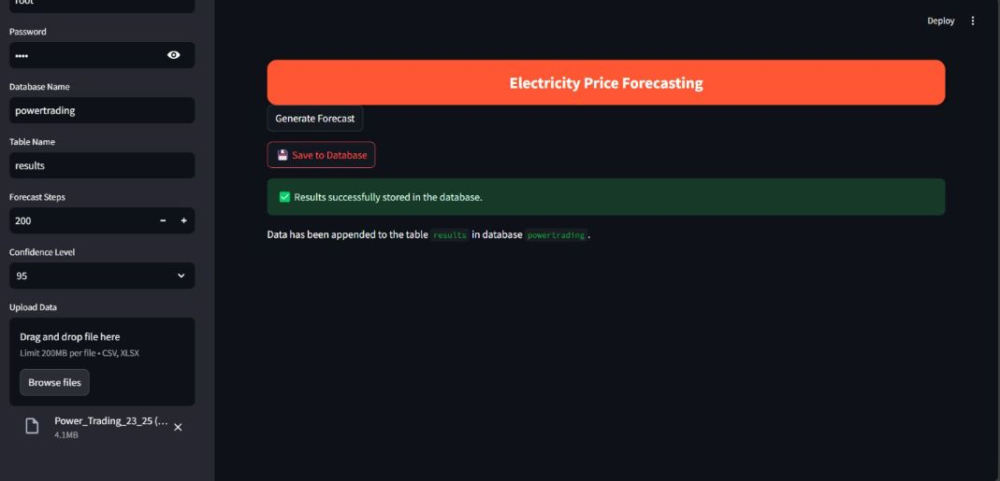 root
Password
••••
Database Name
powertrading
Table Name
results
Forecast Steps
200
− +
Confidence Level
95
Upload Data
Drag and drop file here
Limit 200MB per file • CSV, XLSX
Browse files
Power_Trading_23_25 (...
4.1MB
Deploy
Electricity Price Forecasting
Generate Forecast
Save to Database
Results successfully stored in the database.
Data has been appended to the table results in database powertrading.